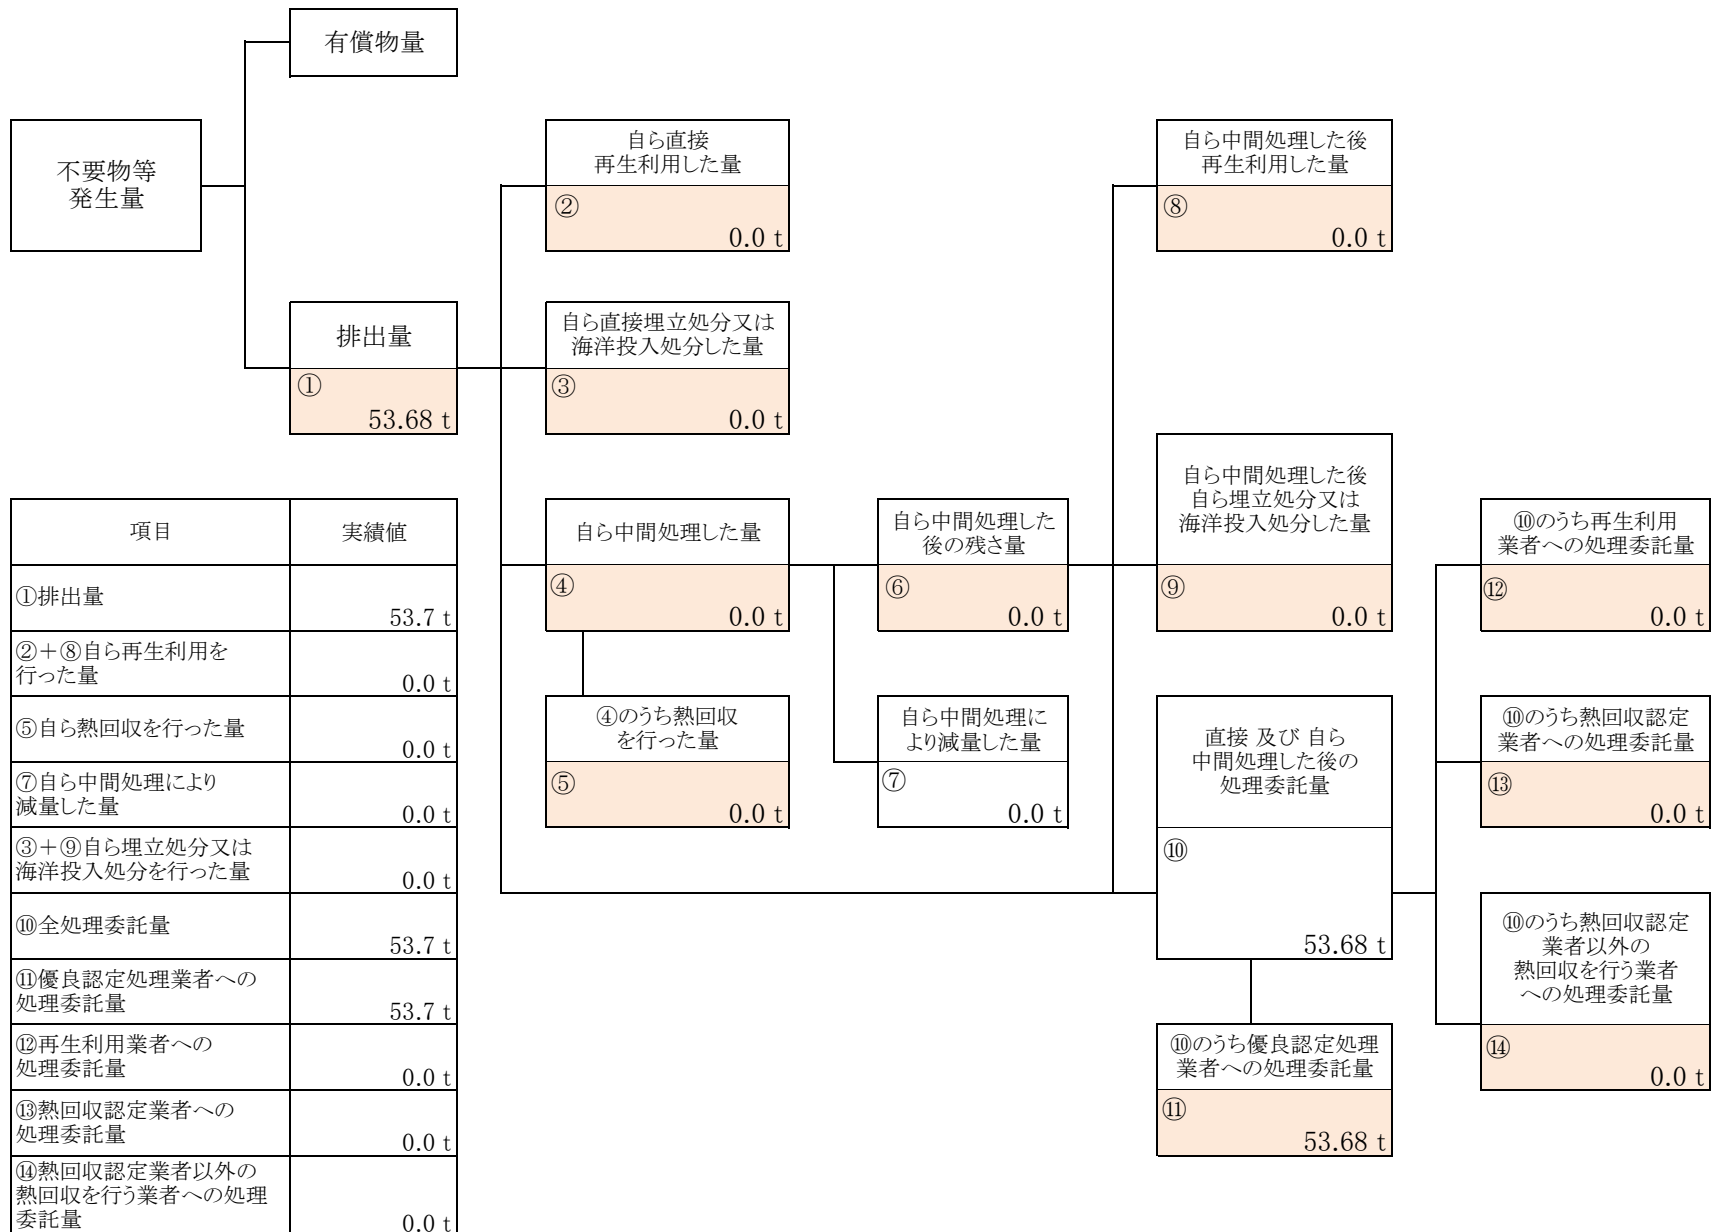 有償物量
不要物等
発生量
自ら直接
再生利用した量
②
0.0 t
自ら中間処理した後
再生利用した量
⑧
0.0 t
排出量
①
53.68 t
自ら直接埋立処分又は
海洋投入処分した量
③
0.0 t
自ら中間処理した量
④
0.0 t
自ら中間処理した
後の残さ量
⑥
0.0 t
自ら中間処理した後
自ら埋立処分又は
海洋投入処分した量
⑨
0.0 t
⑩のうち再生利用
業者への処理委託量
⑫
0.0 t
④のうち熱回収
を行った量
⑤
0.0 t
自ら中間処理に
より減量した量
⑦
0.0 t
直接 及び 自ら
中間処理した後の
処理委託量
⑩
53.68 t
⑩のうち熱回収認定
業者への処理委託量
⑬
0.0 t
⑩のうち熱回収認定
業者以外の
熱回収を行う業者
への処理委託量
⑭
0.0 t
⑩のうち優良認定処理
業者への処理委託量
⑪
53.68 t
項目 実績値
①排出量
53.7 t
②+⑧自ら再生利用を
行った量
0.0 t
⑤自ら熱回収を行った量
0.0 t
⑦自ら中間処理により
減量した量
0.0 t
③+⑨自ら埋立処分又は
海洋投入処分を行った量
0.0 t
⑩全処理委託量
53.7 t
⑪優良認定処理業者への
処理委託量
53.7 t
⑫再生利用業者への
処理委託量
0.0 t
⑬熱回収認定業者への
処理委託量
0.0 t
⑭熱回収認定業者以外の
熱回収を行う業者への処理
委託量
0.0 t